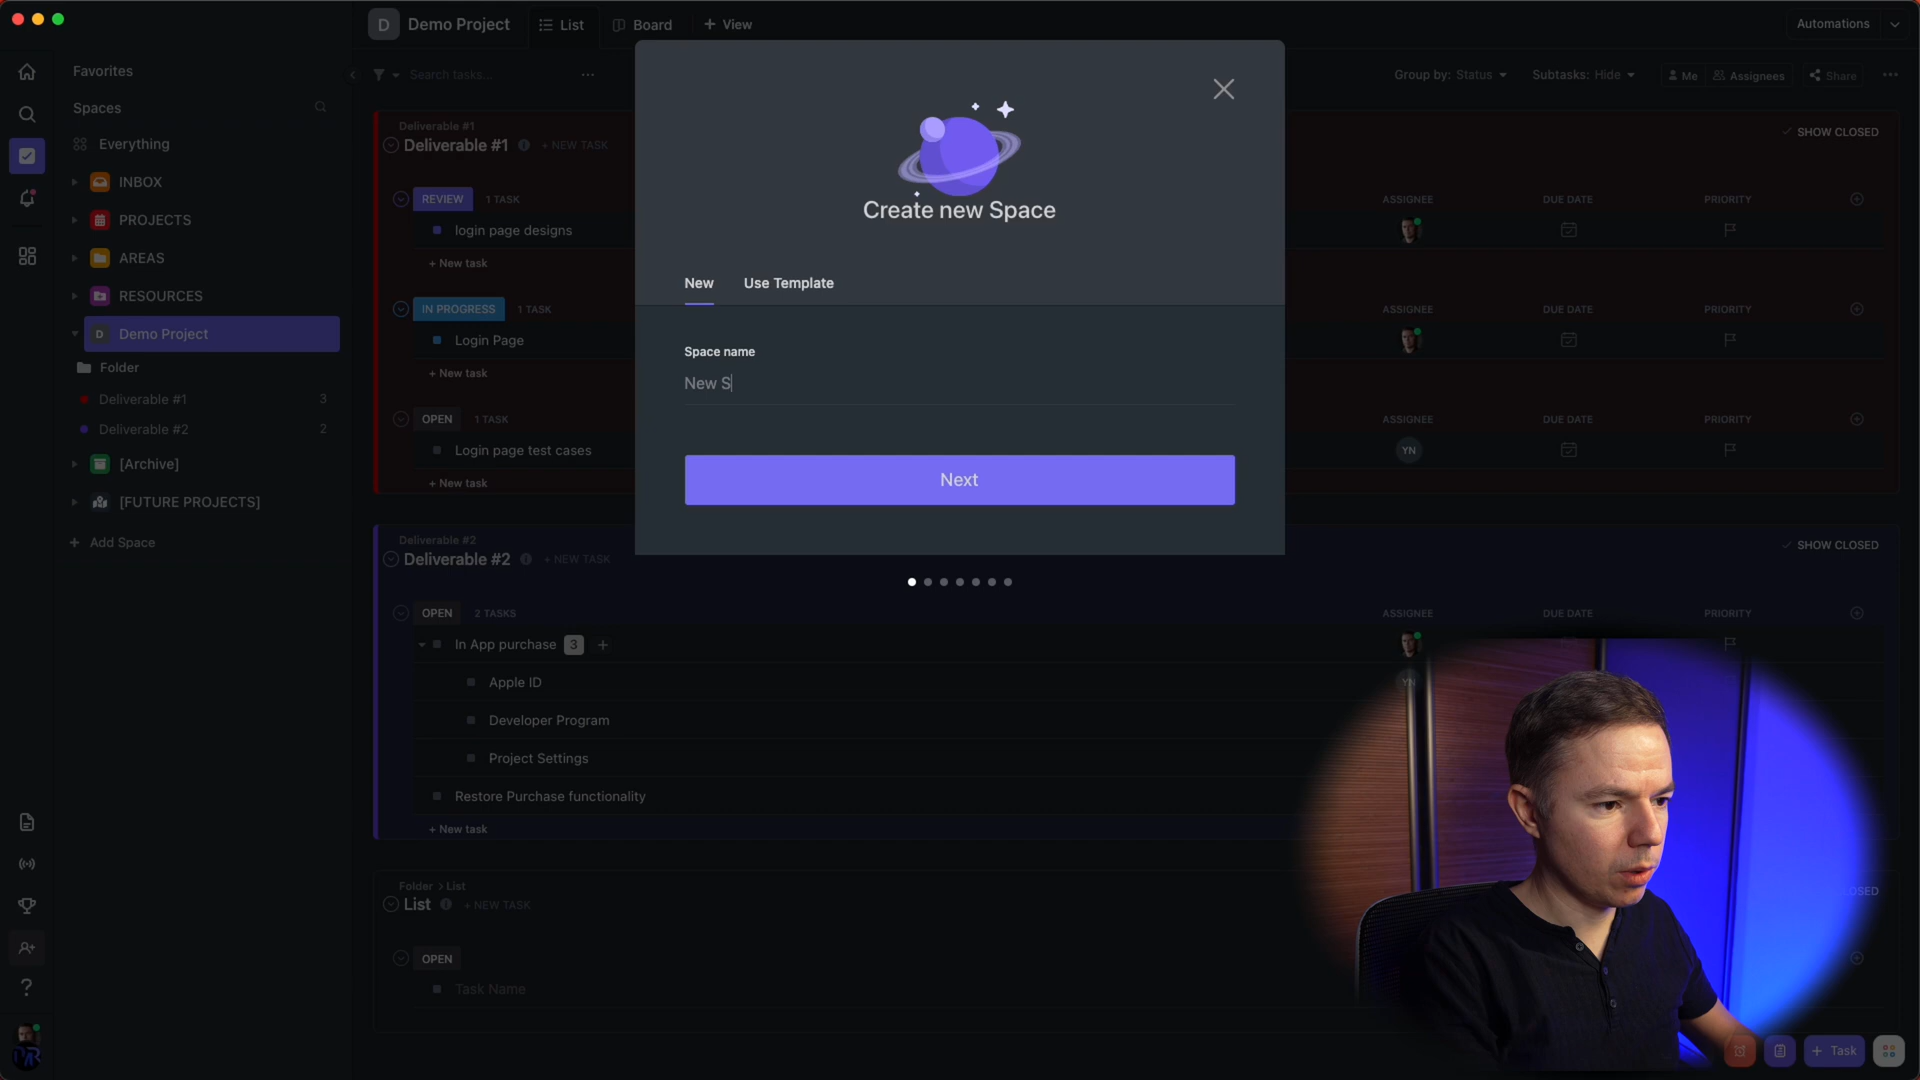 D Demo Project
List
Board
+ View
Automations
Favorites
Spaces
Everything
INBOX
PROJECTS
AREAS
RESOURCES
D Demo Project
Folder
Deliverable #1 3
Deliverable #2 2
[Archive]
[FUTURE PROJECTS]
+ Add Space
Search tasks...
Group by: Status
Subtasks: Hide
Me
Assignees
Share
Deliverable #1
Deliverable #1 + NEW TASK
SHOW CLOSED
REVIEW 1 TASK
ASSIGNEE DUE DATE PRIORITY
login page designs
+ New task
IN PROGRESS 1 TASK
ASSIGNEE DUE DATE PRIORITY
Login Page
+ New task
OPEN 1 TASK
ASSIGNEE DUE DATE PRIORITY
Login page test cases
YN
+ New task
Create new Space
New Use Template
Space name
New S
Next
Deliverable #2
Deliverable #2 + NEW TASK
SHOW CLOSED
OPEN 2 TASKS
ASSIGNEE DUE DATE PRIORITY
In App purchase 3 +
Apple ID
YN
Developer Program
Project Settings
Restore Purchase functionality
+ New task
Folder > List
List + NEW TASK
CLOSED
OPEN
Task Name
+ Task